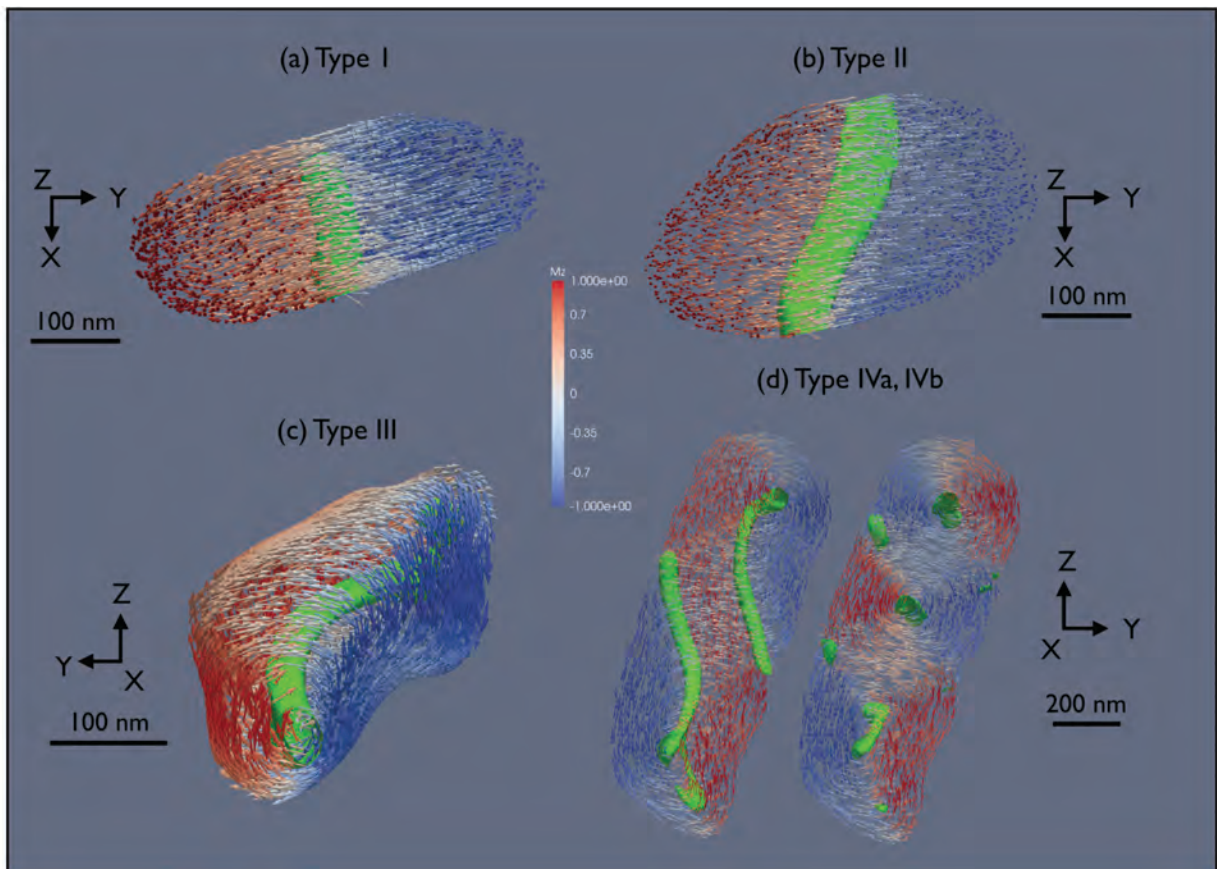 (a) Type I
(b) Type II
Z
Y
X
100 nm
Z
Y
X
100 nm
Mz
1.000e+00
0.7
0.35
0
-0.35
-0.7
-1.000e+00
(c) Type III
(d) Type IVa, IVb
Z
Y
X
100 nm
Z
X
Y
200 nm